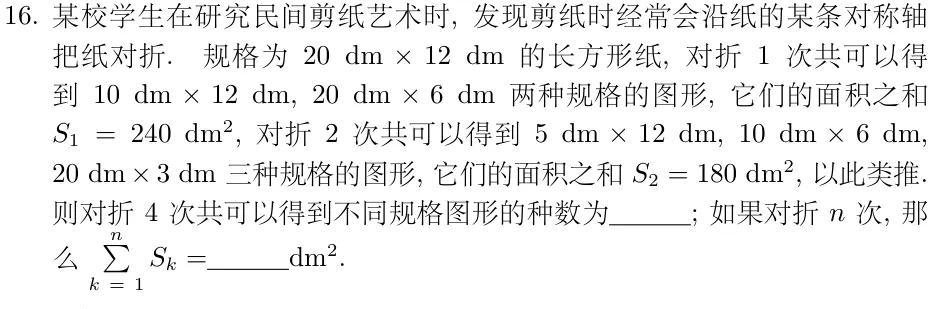 16. 某校学生在研究民间剪纸艺术时, 发现剪纸时经常会沿纸的某条对称轴
把纸对折. 规格为 20 dm × 12 dm 的长方形纸, 对折 1 次共可以得
到 10 dm × 12 dm, 20 dm × 6 dm 两种规格的图形, 它们的面积之和
S₁ = 240 dm², 对折 2 次共可以得到 5 dm × 12 dm, 10 dm × 6 dm,
20 dm × 3 dm 三种规格的图形, 它们的面积之和 S₂ = 180 dm², 以此类推.
则对折 4 次共可以得到不同规格图形的种数为______; 如果对折 n 次, 那
么 ∑_{k = 1}^{n} Sₖ =______dm².